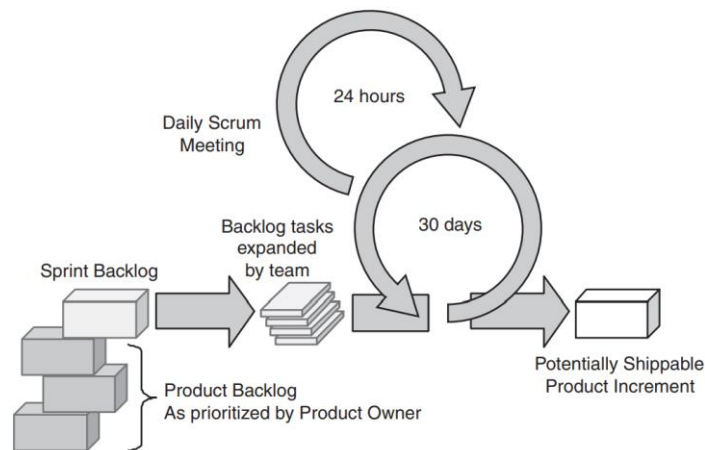 24 hours
Daily Scrum
Meeting
30 days
Backlog tasks
expanded
by team
Sprint Backlog
Potentially Shippable
Product Increment
Product Backlog
As prioritized by Product Owner